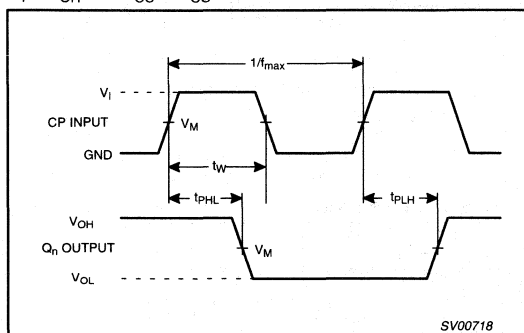 1/fmax
VI
CP INPUT
VM
GND
tW
tPHL
tPLH
VOH
Qn OUTPUT
VM
VOL
SV00718